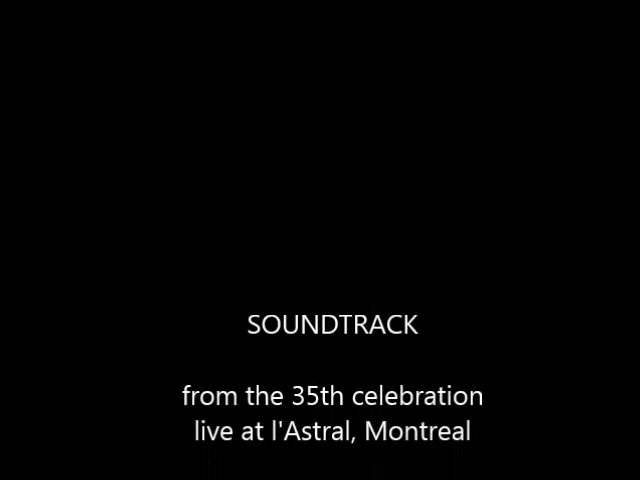 SOUNDTRACK
from the 35th celebration
live at l'Astral, Montreal